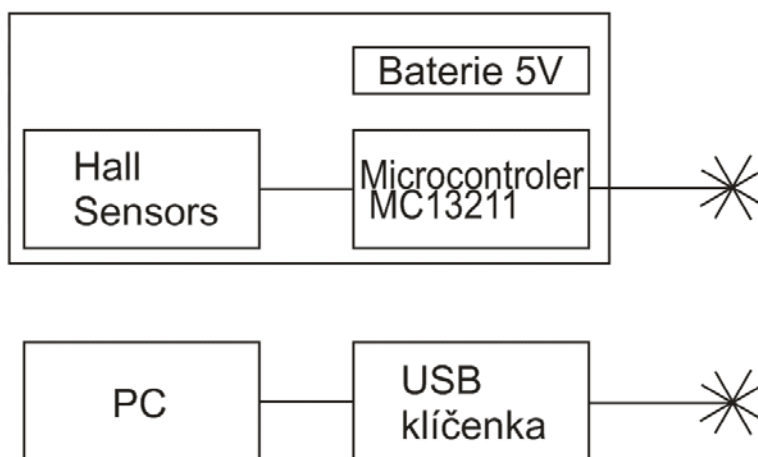 Baterie 5V
Hall
Sensors
Microcontroler
MC13211
PC
USB
klíčenka